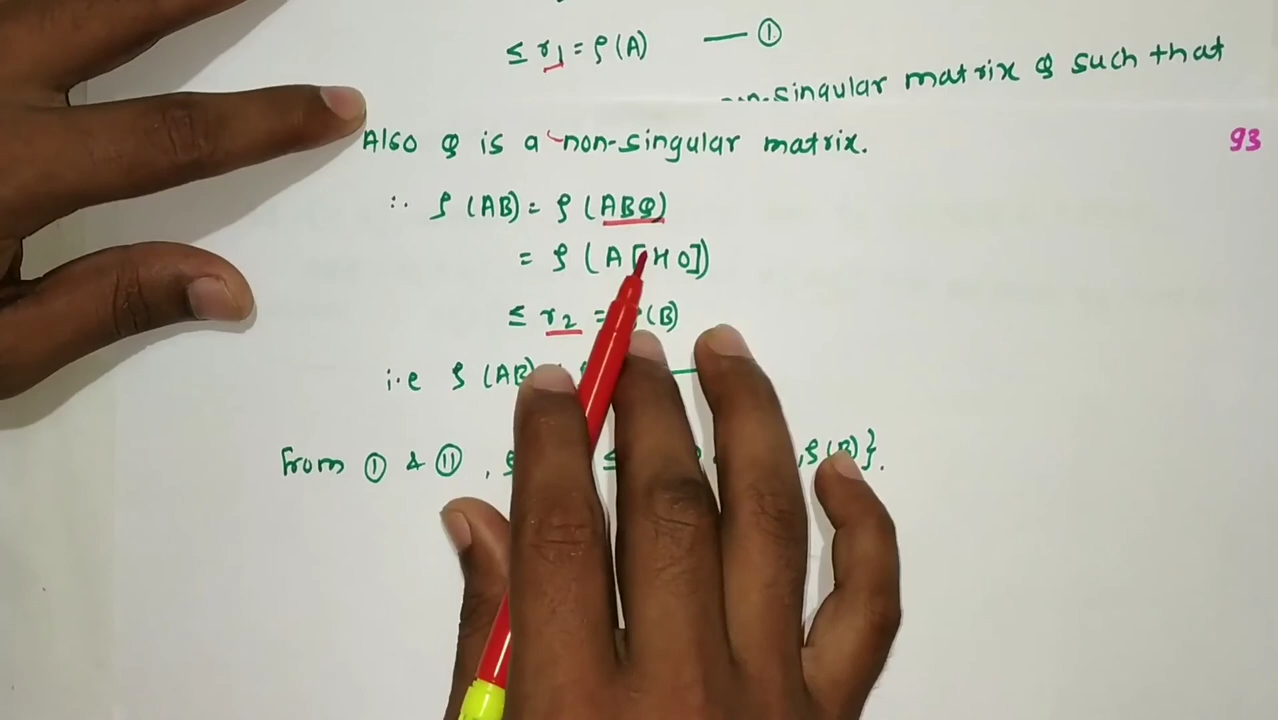 ≤ r₁ = ρ(A) — ①
non-singular matrix Q such that
Also Q is a non-singular matrix.
93
∴ ρ(AB) = ρ(ABQ)
= ρ(A[H O])
≤ r₂ = ρ(B)
i.e ρ(AB)
From ① & ⑪, ρ ≤ , ρ(B)}.